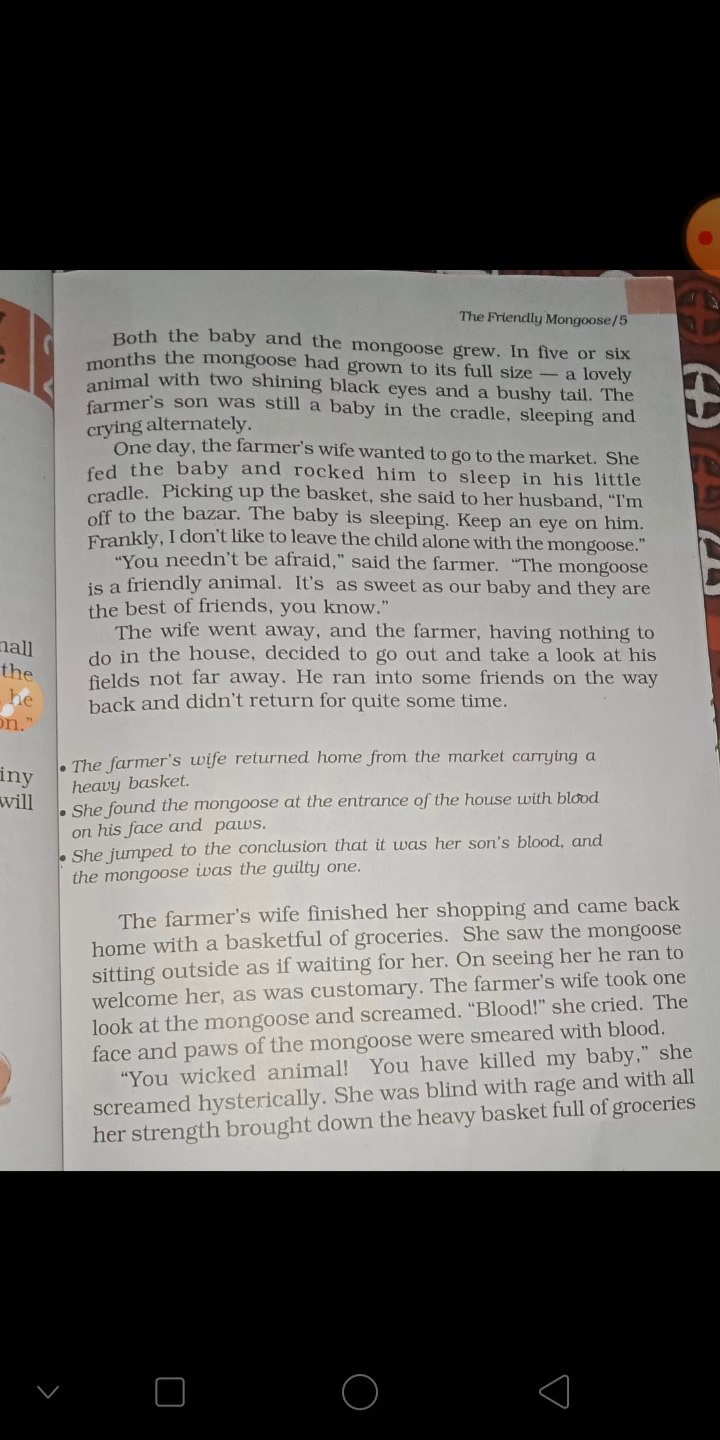 The Friendly Mongoose/5
Both the baby and the mongoose grew. In five or six
months the mongoose had grown to its full size — a lovely
animal with two shining black eyes and a bushy tail. The
farmer's son was still a baby in the cradle, sleeping and
crying alternately.
One day, the farmer's wife wanted to go to the market. She
fed the baby and rocked him to sleep in his little
cradle. Picking up the basket, she said to her husband, “I'm
off to the bazar. The baby is sleeping. Keep an eye on him.
Frankly, I don't like to leave the child alone with the mongoose.”
“You needn't be afraid,” said the farmer. “The mongoose
is a friendly animal. It's as sweet as our baby and they are
the best of friends, you know.”
The wife went away, and the farmer, having nothing to
do in the house, decided to go out and take a look at his
fields not far away. He ran into some friends on the way
back and didn't return for quite some time.
the
he
on.”
will
• The farmer's wife returned home from the market carrying a
heavy basket.
• She found the mongoose at the entrance of the house with blood
on his face and paws.
• She jumped to the conclusion that it was her son's blood, and
the mongoose was the guilty one.
The farmer's wife finished her shopping and came back
home with a basketful of groceries. She saw the mongoose
sitting outside as if waiting for her. On seeing her he ran to
welcome her, as was customary. The farmer's wife took one
look at the mongoose and screamed. “Blood!” she cried. The
face and paws of the mongoose were smeared with blood.
“You wicked animal! You have killed my baby,” she
screamed hysterically. She was blind with rage and with all
her strength brought down the heavy basket full of groceries